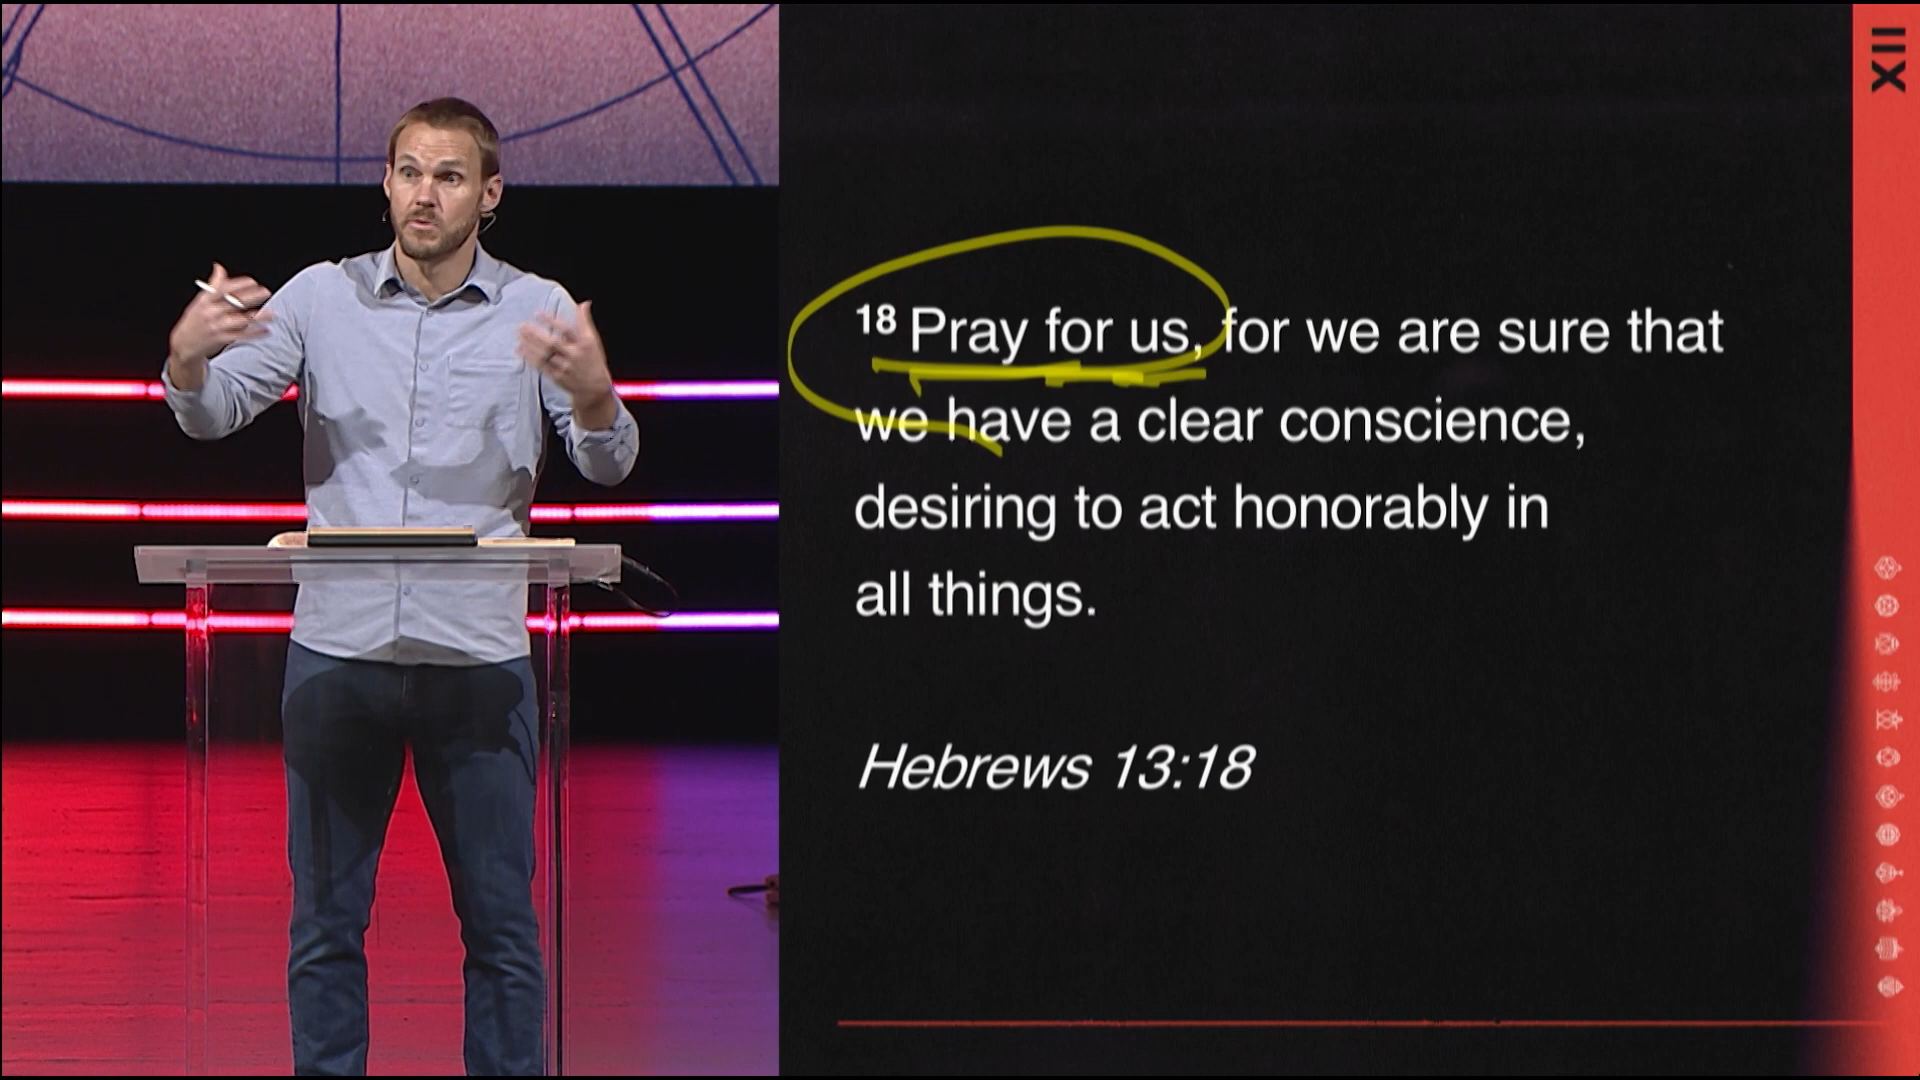 XII
18 Pray for us, for we are sure that
we have a clear conscience,
desiring to act honorably in
all things.
Hebrews 13:18